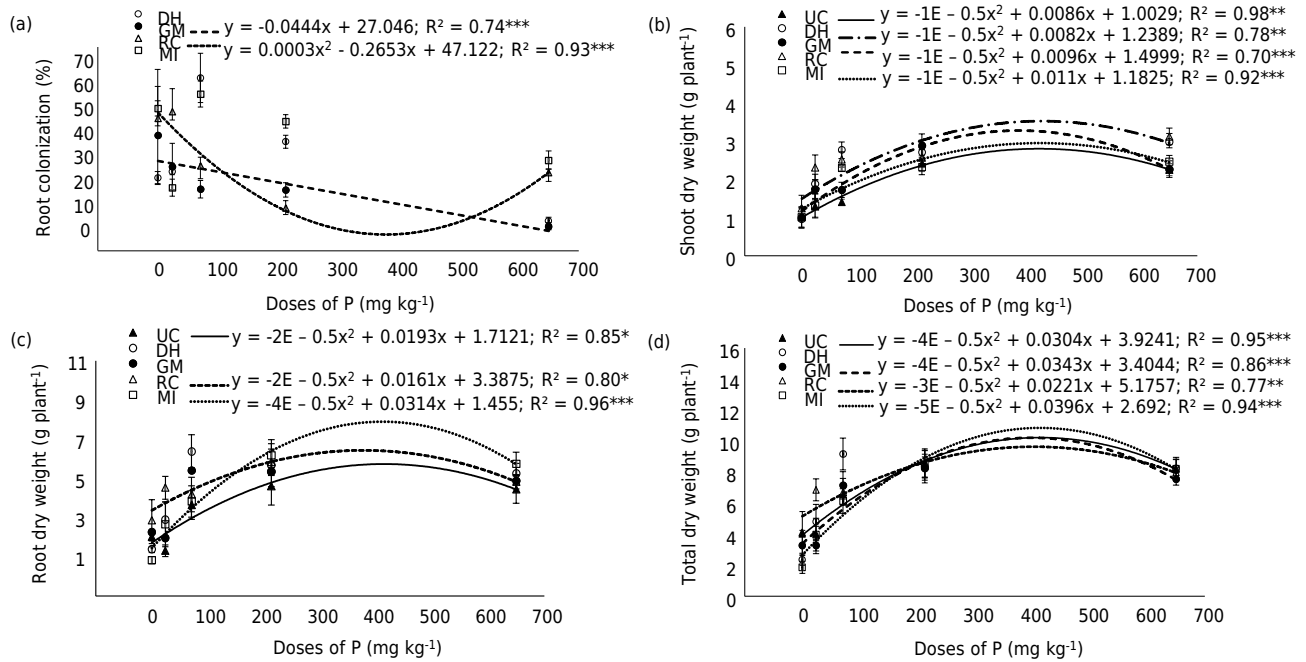 (a)
DH
GM y = -0.0444x + 27.046; R² = 0.74***
RC y = 0.0003x² - 0.2653x + 47.122; R² = 0.93***
MI
Root colonization (%)
70
60
50
40
30
20
10
0
0 100 200 300 400 500 600 700
Doses of P (mg kg⁻¹)
(b)
UC y = -1E – 0.5x² + 0.0086x + 1.0029; R² = 0.98**
DH y = -1E – 0.5x² + 0.0082x + 1.2389; R² = 0.78**
GM y = -1E – 0.5x² + 0.0096x + 1.4999; R² = 0.70***
RC
MI y = -1E – 0.5x² + 0.011x + 1.1825; R² = 0.92***
Shoot dry weight (g plant⁻¹)
6
5
4
3
2
1
0
0 100 200 300 400 500 600 700
Doses of P (mg kg⁻¹)
(c)
UC y = -2E – 0.5x² + 0.0193x + 1.7121; R² = 0.85*
DH
GM
RC y = -2E – 0.5x² + 0.0161x + 3.3875; R² = 0.80*
MI y = -4E – 0.5x² + 0.0314x + 1.455; R² = 0.96***
Root dry weight (g plant⁻¹)
11
9
7
5
3
1
0 100 200 300 400 500 600 700
Doses of P (mg kg⁻¹)
(d)
UC y = -4E – 0.5x² + 0.0304x + 3.9241; R² = 0.95***
DH
GM y = -4E – 0.5x² + 0.0343x + 3.4044; R² = 0.86***
RC y = -3E – 0.5x² + 0.0221x + 5.1757; R² = 0.77**
MI y = -5E – 0.5x² + 0.0396x + 2.692; R² = 0.94***
Total dry weight (g plant⁻¹)
16
14
12
10
8
6
4
2
0
0 100 200 300 400 500 600 700
Doses of P (mg kg⁻¹)